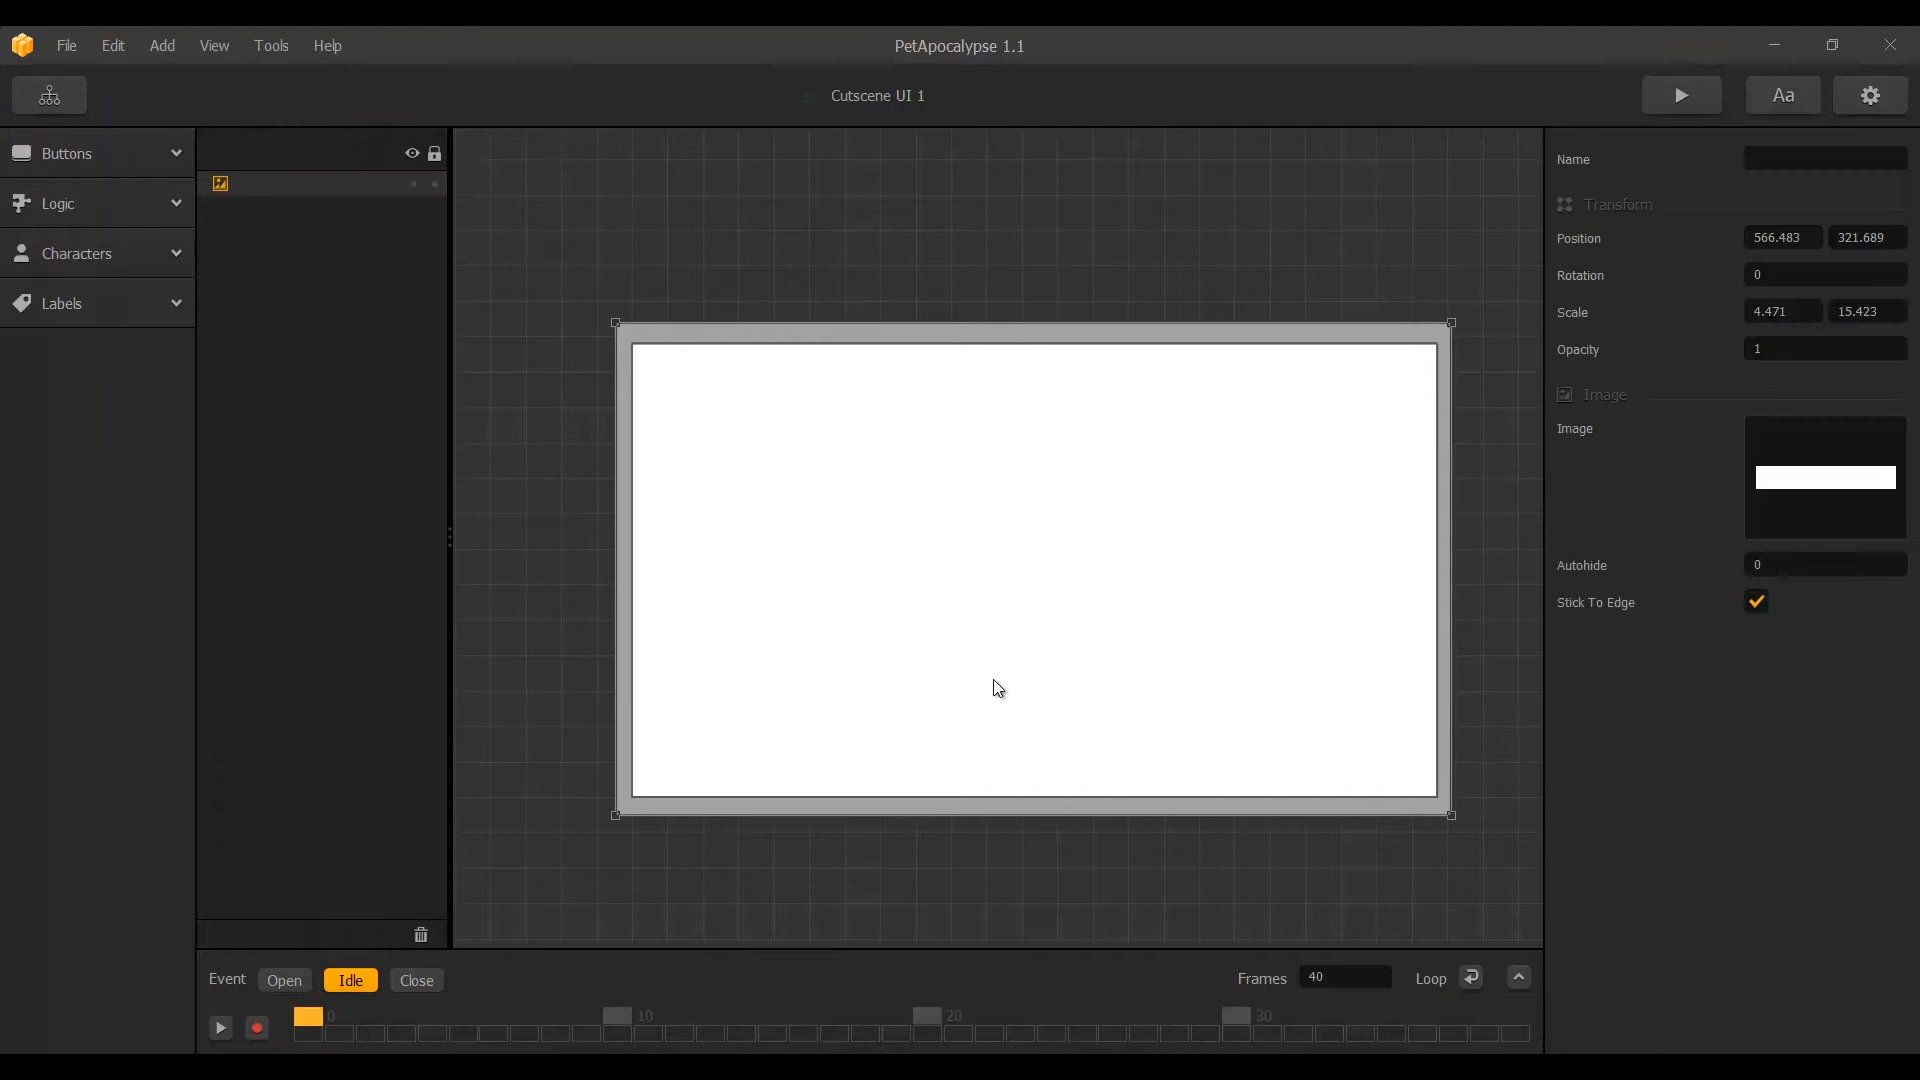 File Edit Add View Tools Help PetApocalypse 1.1
Cutscene UI 1 Aa
Buttons
Logic
Characters
Labels
Name
Transform
Position 566.483 321.689
Rotation 0
Scale 4.471 15.423
Opacity 1
Image
Image
Autohide 0
Stick To Edge
Event Open Idle Close Frames 40 Loop
0 10 20 30